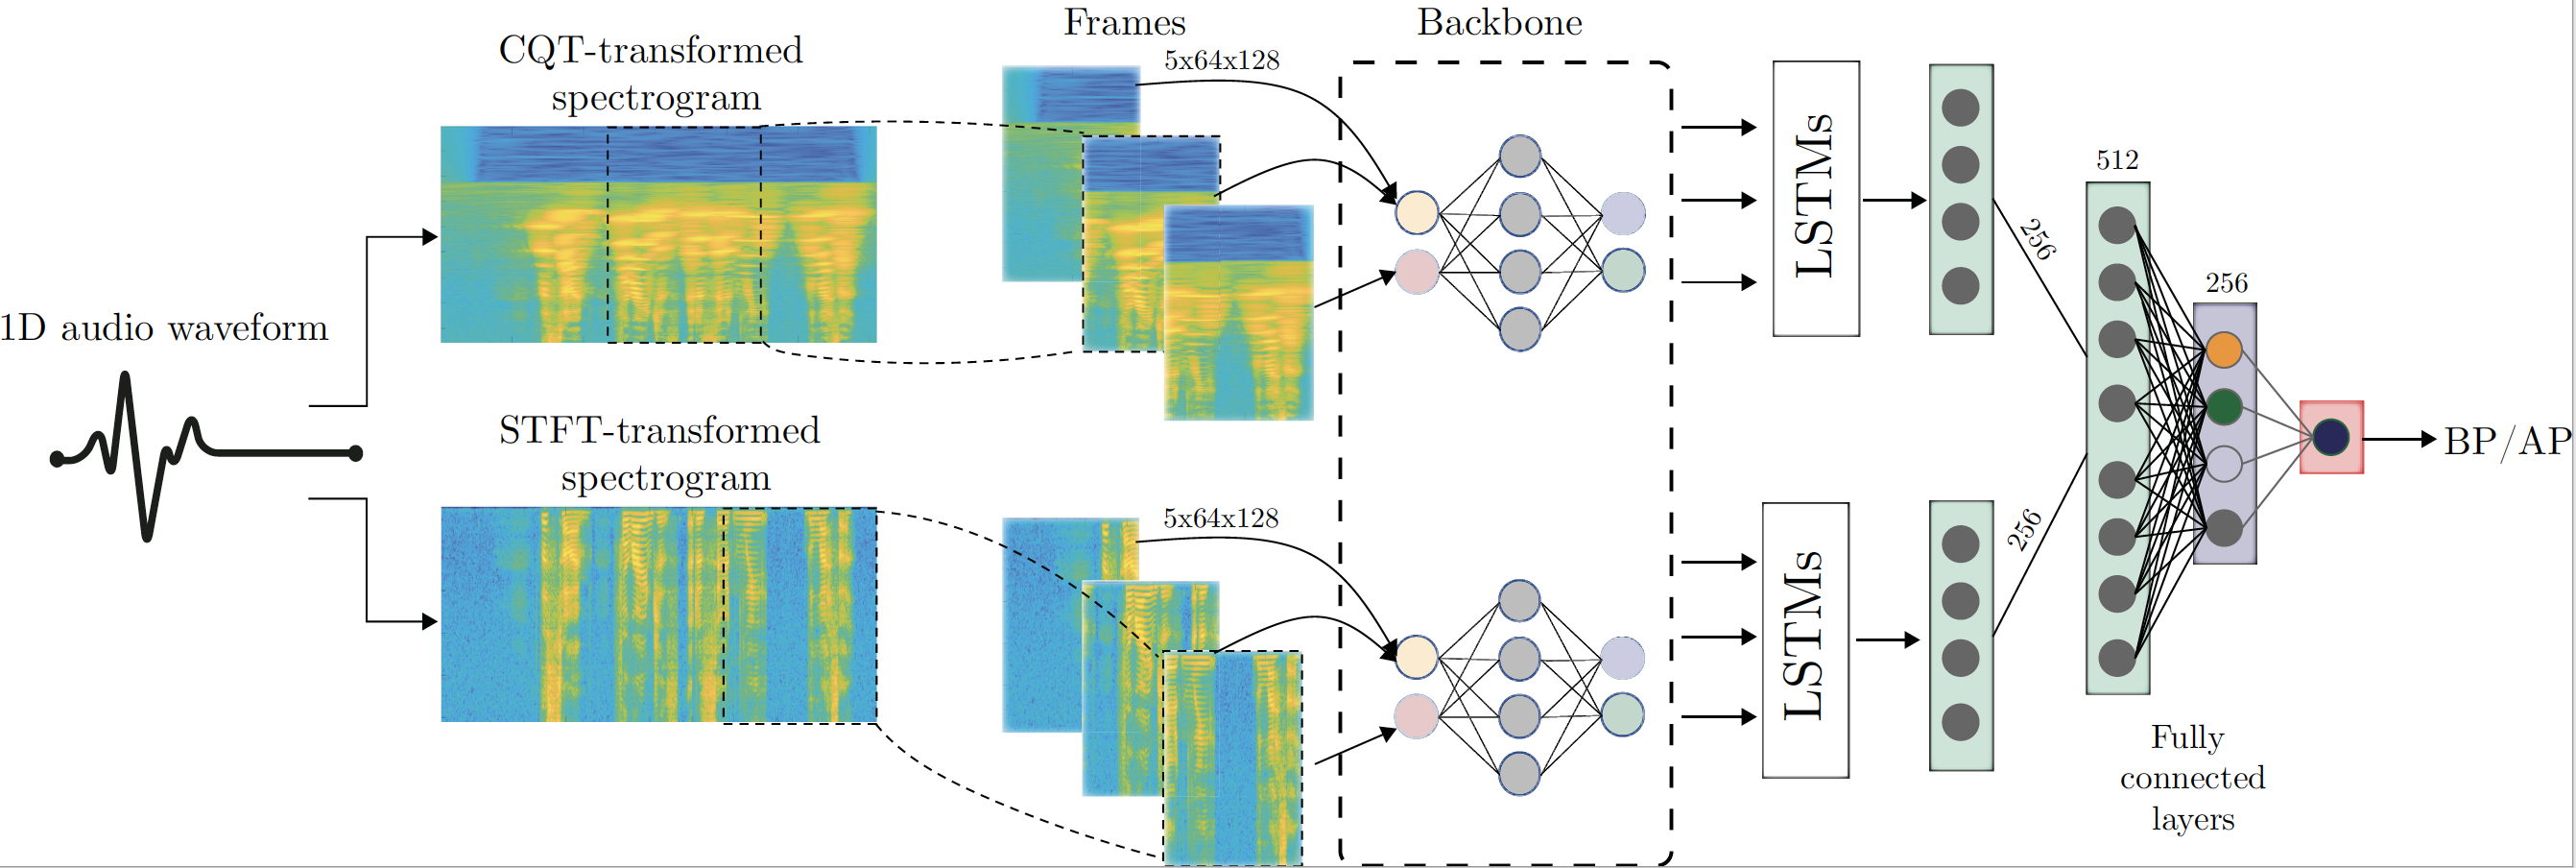 1D audio waveform
CQT-transformed
spectrogram
STFT-transformed
spectrogram
Frames
5x64x128
5x64x128
Backbone
LSTMs
LSTMs
256
256
512
256
Fully
connected
layers
BP/AP